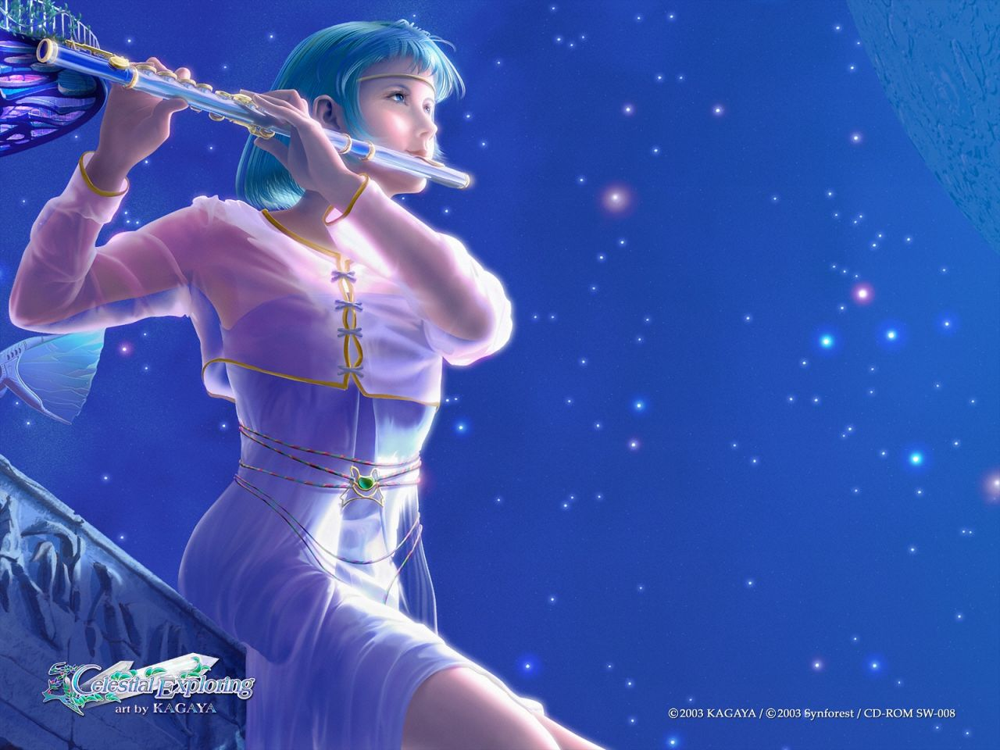 Celestial Exploring
art by KAGAYA
©2003 KAGAYA / ©2003 Synforest / CD-ROM SW-008